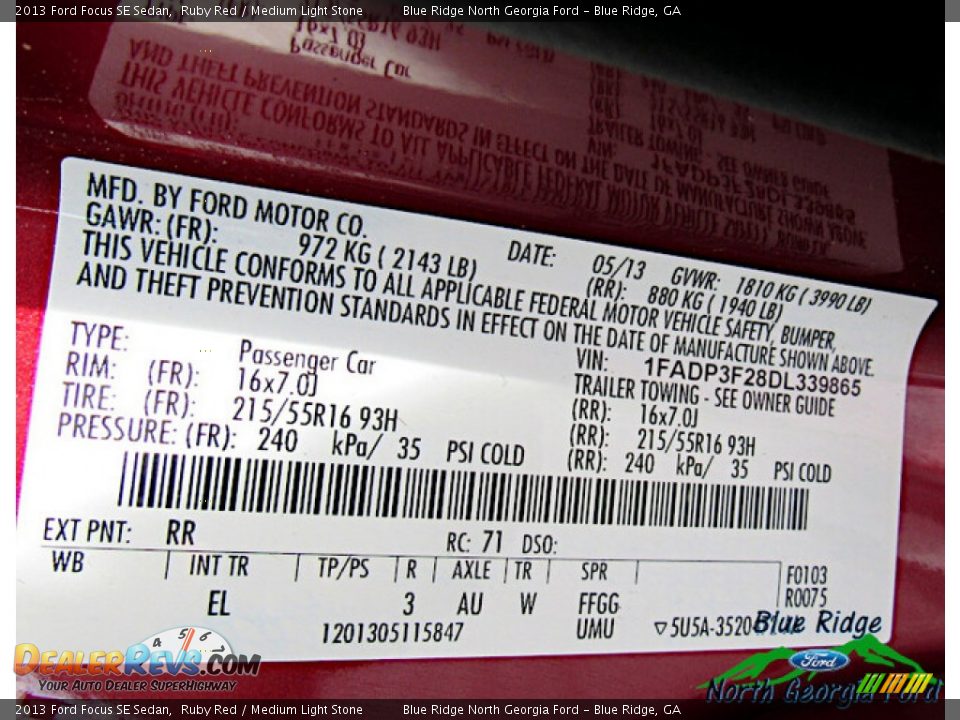 2013 Ford Focus SE Sedan, Ruby Red / Medium Light Stone Blue Ridge North Georgia Ford - Blue Ridge, GA
MFD. BY FORD MOTOR CO. DATE: 05/13 GVWR: 1810 KG ( 3990 LB)
GAWR: (FR): 972 KG ( 2143 LB) (RR): 880 KG ( 1940 LB)
THIS VEHICLE CONFORMS TO ALL APPLICABLE FEDERAL MOTOR VEHICLE SAFETY, BUMPER,
AND THEFT PREVENTION STANDARDS IN EFFECT ON THE DATE OF MANUFACTURE SHOWN ABOVE.
VIN: 1FADP3F28DL339865
TYPE: Passenger Car TRAILER TOWING - SEE OWNER GUIDE
RIM: (FR): 16x7.0J (RR): 16x7.0J
TIRE: (FR): 215/55R16 93H (RR): 215/55R16 93H
PRESSURE: (FR): 240 kPa/ 35 PSI COLD (RR): 240 kPa/ 35 PSI COLD
EXT PNT: RR RC: 71 DSO:
WB INT TR TP/PS R AXLE TR SPR F0103
R0075
EL 3 AU W FFGG
1201305115847 UMU 5U5A-3520
Blue Ridge
Ford
North Georgia Ford
4 5 6
DEALERREVS.COM
YOUR AUTO DEALER SUPERHIGHWAY
2013 Ford Focus SE Sedan, Ruby Red / Medium Light Stone Blue Ridge North Georgia Ford - Blue Ridge, GA